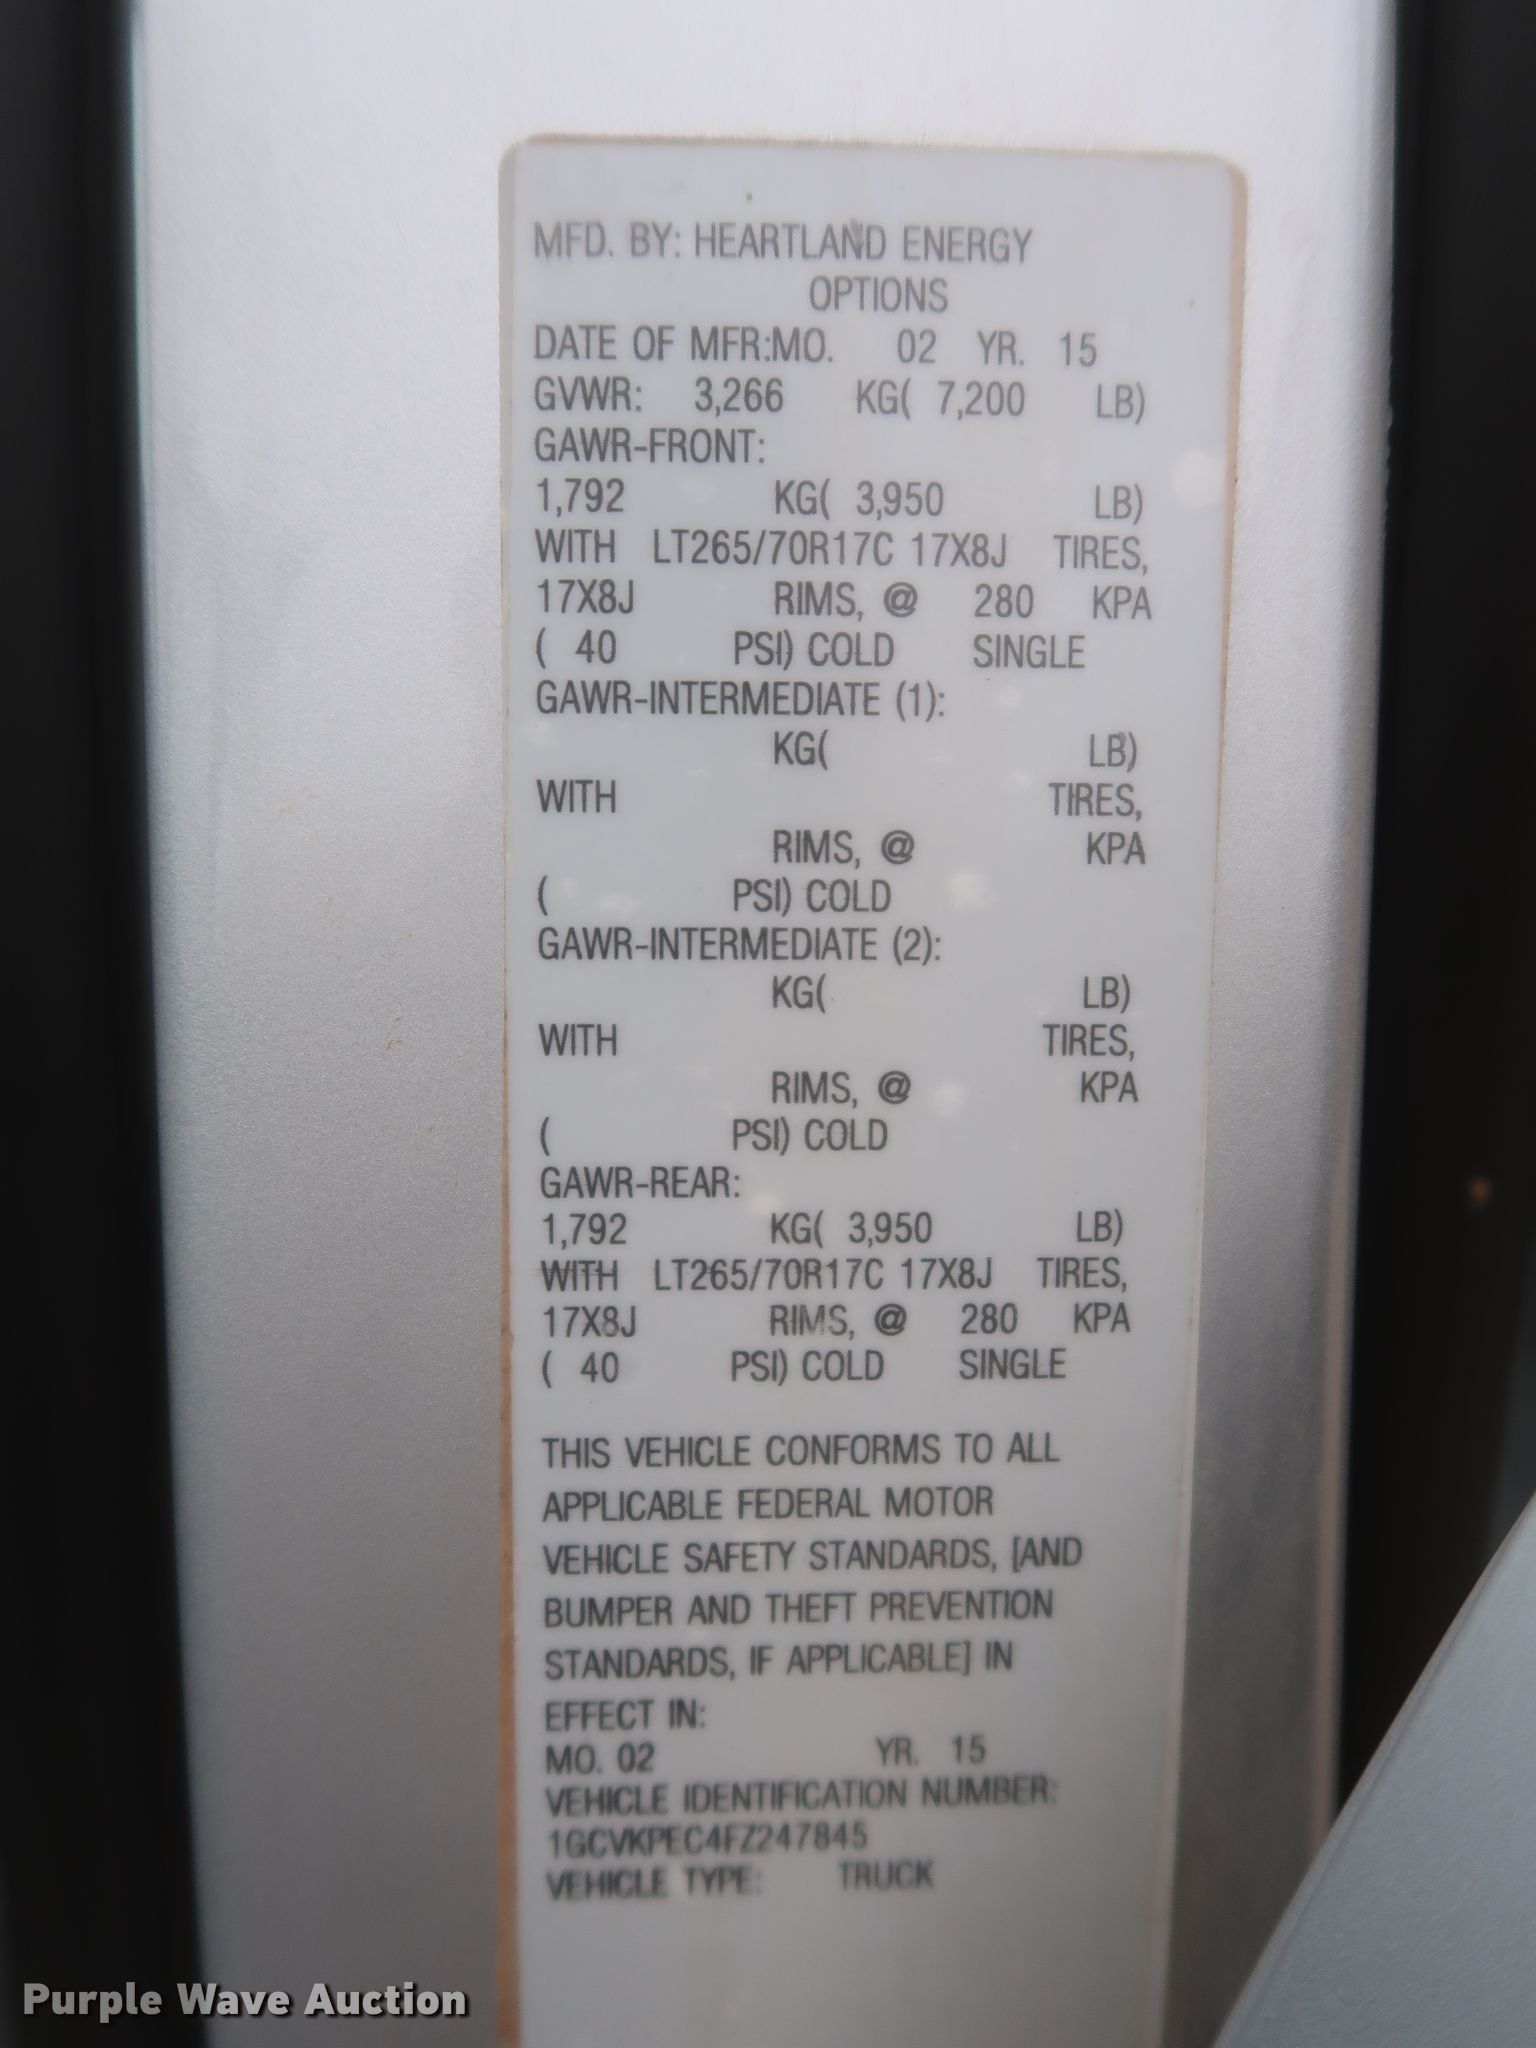 MFD. BY: HEARTLAND ENERGY
OPTIONS
DATE OF MFR:MO. 02 YR. 15
GVWR: 3,266 KG( 7,200 LB)
GAWR-FRONT:
1,792 KG( 3,950 LB)
WITH LT265/70R17C 17X8J TIRES,
17X8J RIMS, @ 280 KPA
( 40 PSI) COLD SINGLE
GAWR-INTERMEDIATE (1):
KG( LB)
WITH TIRES,
RIMS, @ KPA
( PSI) COLD
GAWR-INTERMEDIATE (2):
KG( LB)
WITH TIRES,
RIMS, @ KPA
( PSI) COLD
GAWR-REAR:
1,792 KG( 3,950 LB)
WITH LT265/70R17C 17X8J TIRES,
17X8J RIMS, @ 280 KPA
( 40 PSI) COLD SINGLE
THIS VEHICLE CONFORMS TO ALL
APPLICABLE FEDERAL MOTOR
VEHICLE SAFETY STANDARDS, [AND
BUMPER AND THEFT PREVENTION
STANDARDS, IF APPLICABLE] IN
EFFECT IN:
MO. 02 YR. 15
VEHICLE IDENTIFICATION NUMBER:
1GCVKPEC4FZ247845
VEHICLE TYPE: TRUCK
Purple Wave Auction